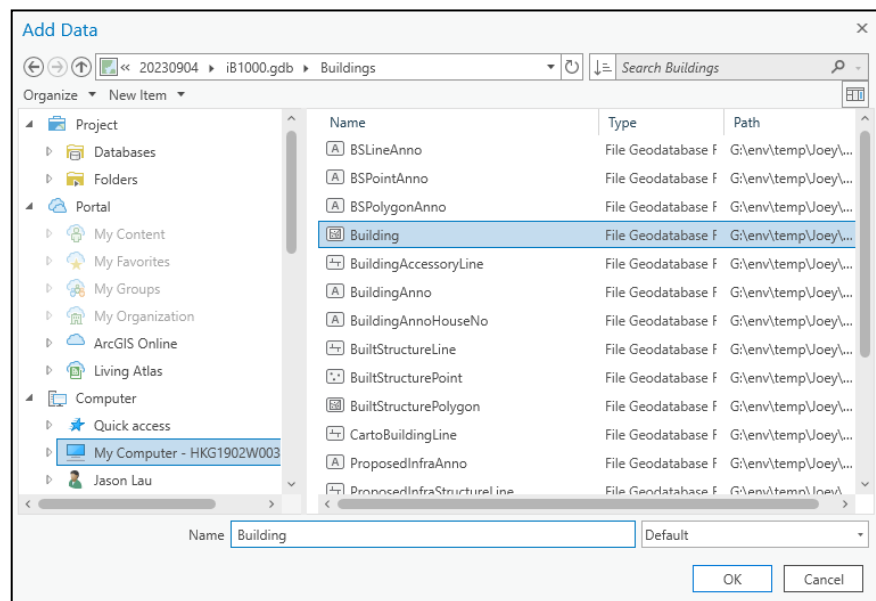 Add Data
« 20230904 iB1000.gdb Buildings Search Buildings
Organize New Item
Project
Databases
Folders
Portal
My Content
My Favorites
My Groups
My Organization
ArcGIS Online
Living Atlas
Computer
Quick access
My Computer - HKG1902W003
Jason Lau
Name Type Path
BSLineAnno File Geodatabase F G:\env\temp\Joey\...
BSPointAnno File Geodatabase F G:\env\temp\Joey\...
BSPolygonAnno File Geodatabase F G:\env\temp\Joey\...
Building File Geodatabase F G:\env\temp\Joey\...
BuildingAccessoryLine File Geodatabase F G:\env\temp\Joey\...
BuildingAnno File Geodatabase F G:\env\temp\Joey\...
BuildingAnnoHouseNo File Geodatabase F G:\env\temp\Joey\...
BuiltStructureLine File Geodatabase F G:\env\temp\Joey\...
BuiltStructurePoint File Geodatabase F G:\env\temp\Joey\...
BuiltStructurePolygon File Geodatabase F G:\env\temp\Joey\...
CartoBuildingLine File Geodatabase F G:\env\temp\Joey\...
ProposedInfraAnno File Geodatabase F G:\env\temp\Joey\...
ProposedInfraStructureLine File Geodatabase F G:\env\temp\Joey\...
Name Building Default
OK Cancel